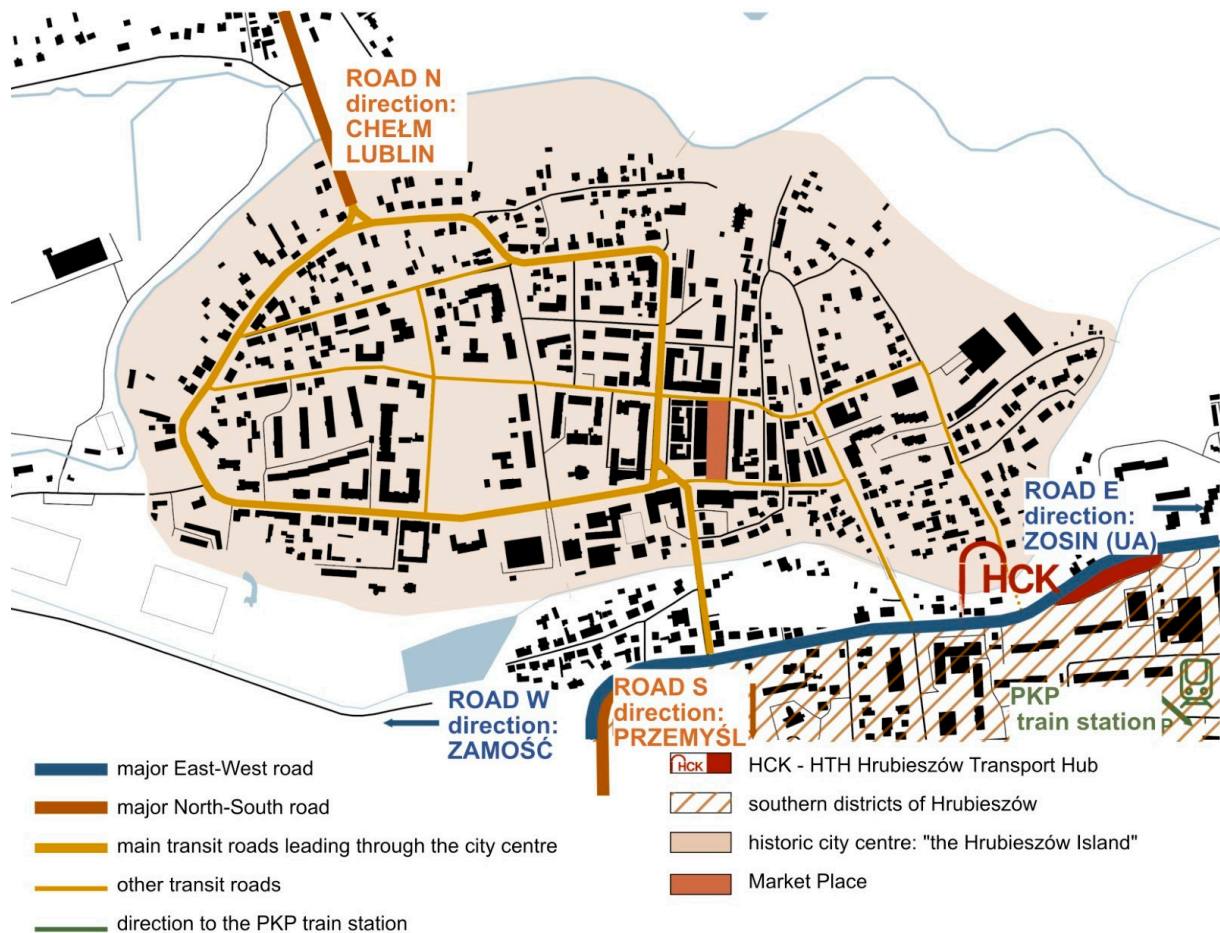 ROAD N
direction:
CHEŁM
LUBLIN
ROAD E
direction:
ZOSIN (UA)
HCK
ROAD W
direction:
ZAMOŚĆ
ROAD S
direction:
PRZEMYŚL
PKP
train station
P
major East-West road
major North-South road
main transit roads leading through the city centre
other transit roads
direction to the PKP train station
HCK
HCK - HTH Hrubieszów Transport Hub
southern districts of Hrubieszów
historic city centre: "the Hrubieszów Island"
Market Place